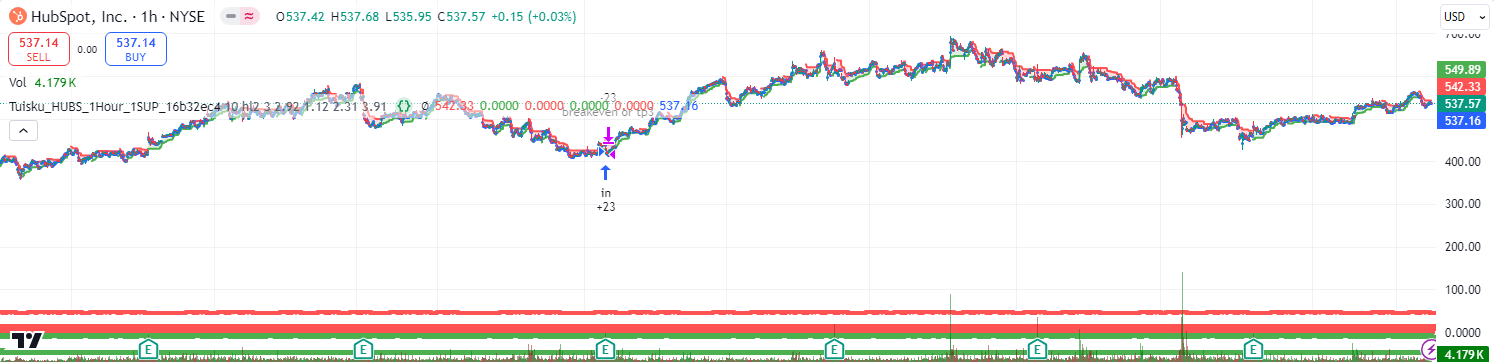 HubSpot, Inc. · 1h · NYSE
O537.42 H537.68 L535.95 C537.57 +0.15 (+0.03%)
USD
700.00
537.14
SELL
0.00
537.14
BUY
Vol 4.179K
549.89
542.33
537.57
537.16
Tuisku_HUBS_1Hour_1SUP_16b32ec4 10 hl2 3 2.92 1.12 2.31 3.91 {} Ø 542.33 0.0000 0.0000 0.0000 0.0000 537.16
-23
breakeven or tp3
in
+23
400.00
300.00
200.00
100.00
0.0000
4.179K
E
E
E
E
E
E